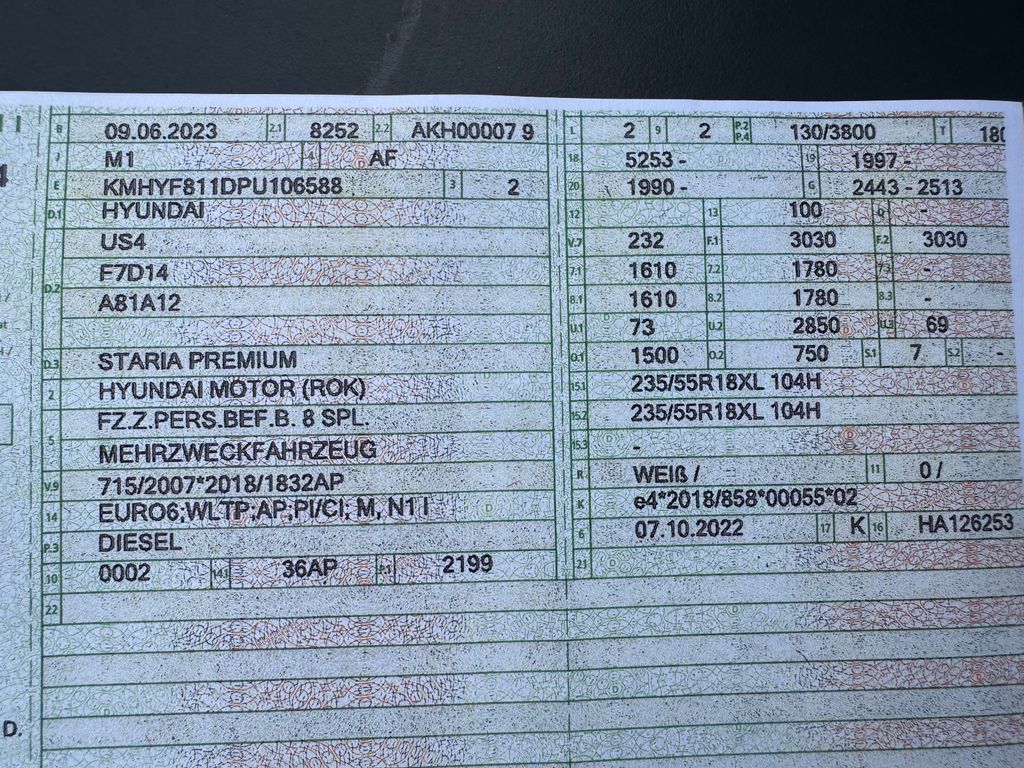 B 09.06.2023 2.1 8252 2.2 AKH00007 9
J M1 4 AF
E KMHYF811DPU106588 3 2
D.1 HYUNDAI
US4
F7D14
D.2 A81A12
D.3 STARIA PREMIUM
2 HYUNDAI MOTOR (ROK)
FZ.Z.PERS.BEF.B. 8 SPL.
5 MEHRZWECKFAHRZEUG
V.9 715/2007*2018/1832AP
14 EURO6;WLTP;AP;PI/CI; M, N1 I
P.3 DIESEL
10 0002 14.1 36AP P.1 2199
22
L 2 9 2 P.2 P.4 130/3800 T 180
18 5253 - 19 1997 -
20 1990 - G 2443 - 2513
12 13 100 Q -
V.7 232 F.1 3030 F.2 3030
7.1 1610 7.2 1780 7.3 -
8.1 1610 8.2 1780 8.3 -
U.1 73 U.2 2850 U.3 69
O.1 1500 O.2 750 S.1 7 S.2 -
15.1 235/55R18XL 104H
15.2 235/55R18XL 104H
15.3 -
R WEIß / 11 0 /
K e4*2018/858*00055*02
6 07.10.2022 17 K 16 HA126253
21
D.